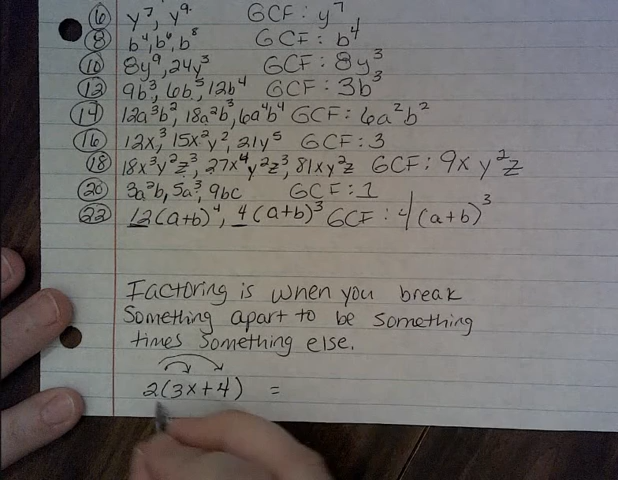 6 y⁷, y⁹ GCF: y⁷
8 b⁴, b⁶, b⁸ GCF: b⁴
10 8y⁹, 24y³ GCF: 8y³
12 9b³, 6b⁵, 12b⁴ GCF: 3b³
14 12a³b², 18a²b³, 6a⁴b⁴ GCF: 6a²b²
16 12x³, 15x²y², 21y⁵ GCF: 3
18 18x³y²z³, 27x⁴y²z³, 81xy²z GCF: 9xy²z
20 3a²b, 5a³, 9bc GCF: 1
22 12(a+b)⁴, 4(a+b)³ GCF: 4(a+b)³
Factoring is when you break
something apart to be something
times something else.
2(3x+4) =